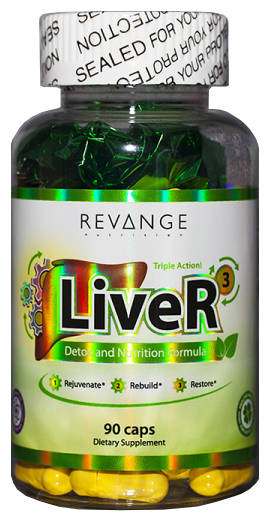 SEALED FOR YOUR PROTECTION
REVANGE
nutrition
Triple Action!
LiveR 3
Detox and Nutrition Formula
1 Rejuvenate* 2 Rebuild* 3 Restore*
90 caps
Dietary Supplement